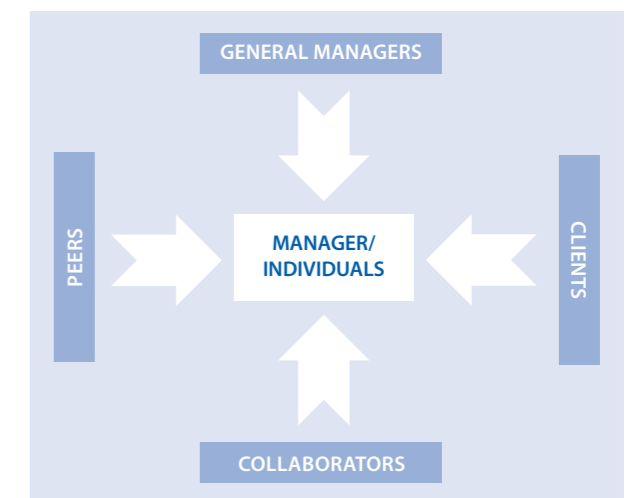 GENERAL MANAGERS
PEERS
MANAGER/
INDIVIDUALS
CLIENTS
COLLABORATORS